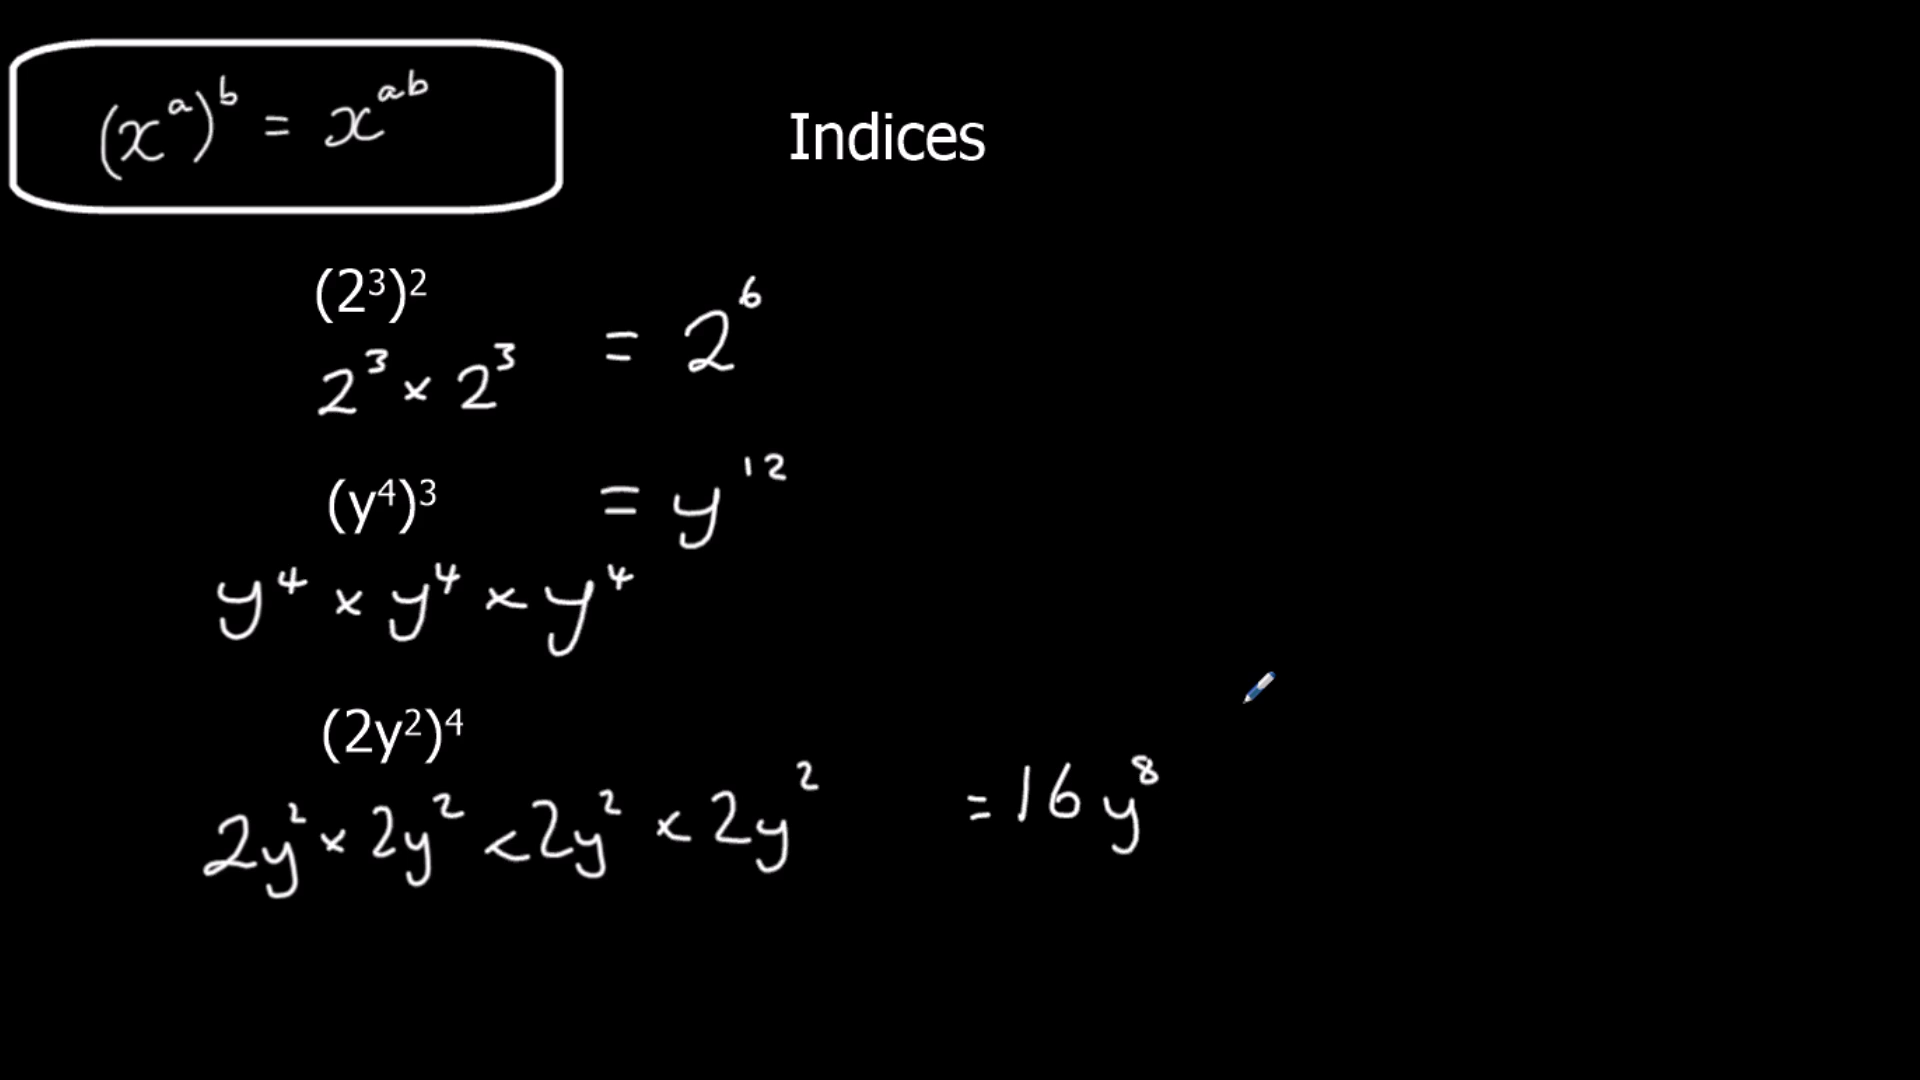 (x^a)^b = x^ab
Indices
(2³)²
= 2⁶
2³ × 2³
(y⁴)³
= y¹²
y⁴ × y⁴ × y⁴
(2y²)⁴
2y² × 2y² × 2y² × 2y²
= 16y⁸